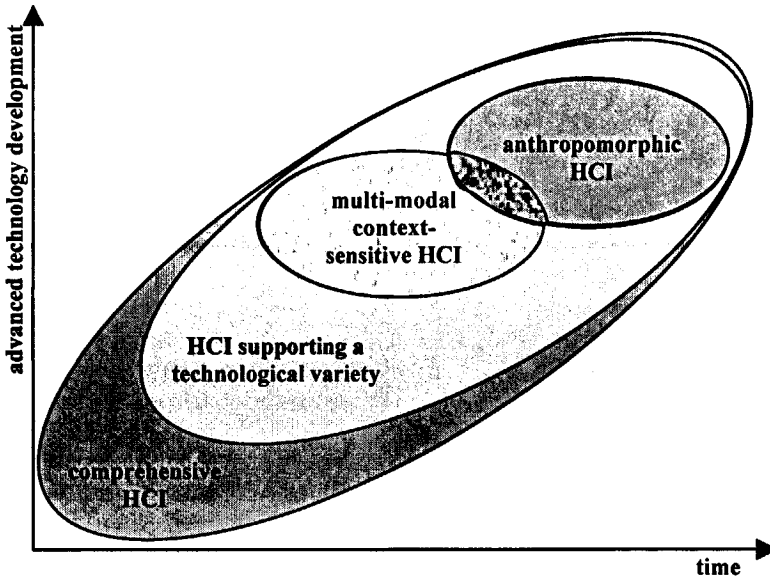 advanced technology development
anthropomorphic
HCI
multi-modal
context-
sensitive HCI
HCI supporting a
technological variety
comprehensive
HCI
time